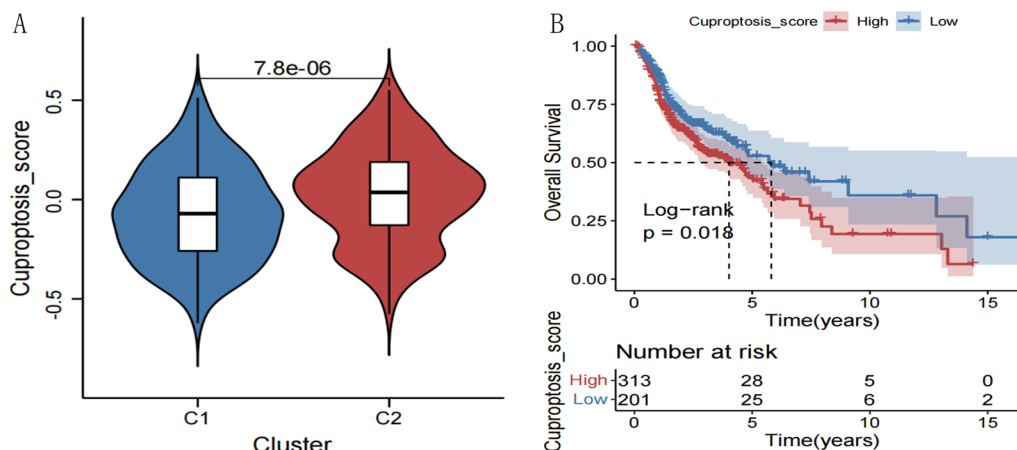 A
7.8e-06
Cuproptosis_score
0.5
0.0
-0.5
C1 C2
Cluster
B
Cuproptosis_score High Low
Overall Survival
1.00
0.75
0.50
0.25
0.00
Log-rank
p = 0.018
0 5 10 15
Time(years)
Number at risk
Cuproptosis_score
High 313 28 5 0
Low 201 25 6 2
0 5 10 15
Time(years)